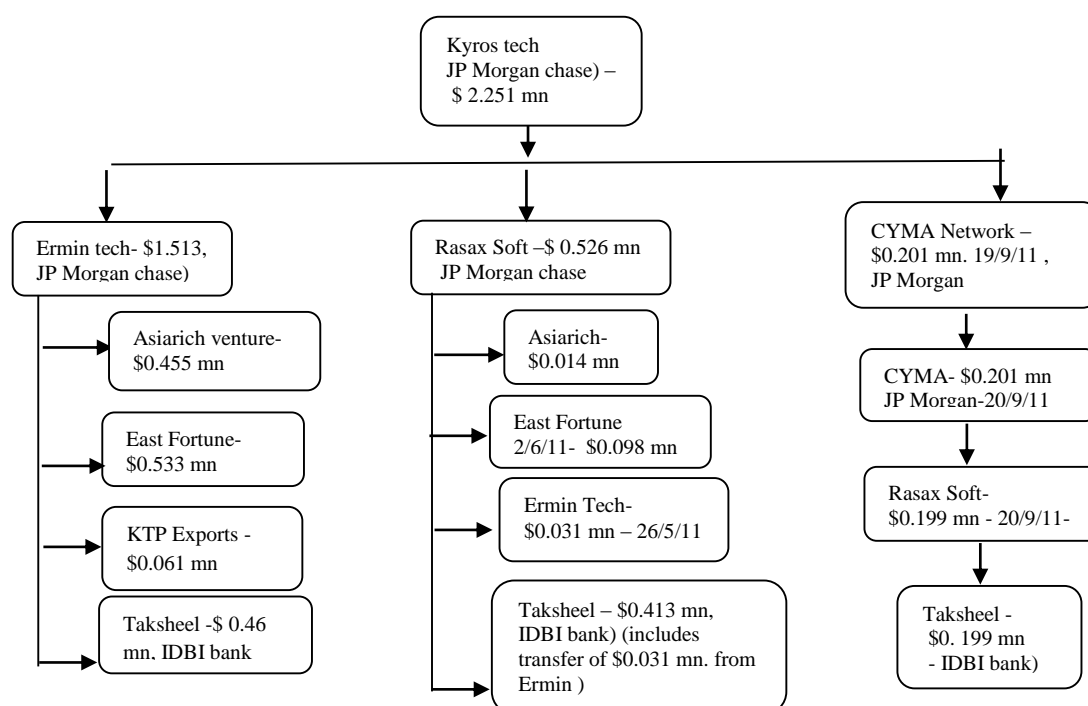 Kyros tech
JP Morgan chase) –
$ 2.251 mn
Ermin tech- $1.513,
JP Morgan chase)
Asiarich venture-
$0.455 mn
East Fortune-
$0.533 mn
KTP Exports -
$0.061 mn
Taksheel -$ 0.46
mn, IDBI bank
Rasax Soft –$ 0.526 mn
JP Morgan chase
Asiarich-
$0.014 mn
East Fortune
2/6/11- $0.098 mn
Ermin Tech-
$0.031 mn – 26/5/11
Taksheel – $0.413 mn,
IDBI bank) (includes
transfer of $0.031 mn. from
Ermin )
CYMA Network –
$0.201 mn. 19/9/11 ,
JP Morgan
CYMA- $0.201 mn
JP Morgan-20/9/11
Rasax Soft-
$0.199 mn - 20/9/11-
Taksheel -
$0. 199 mn
- IDBI bank)